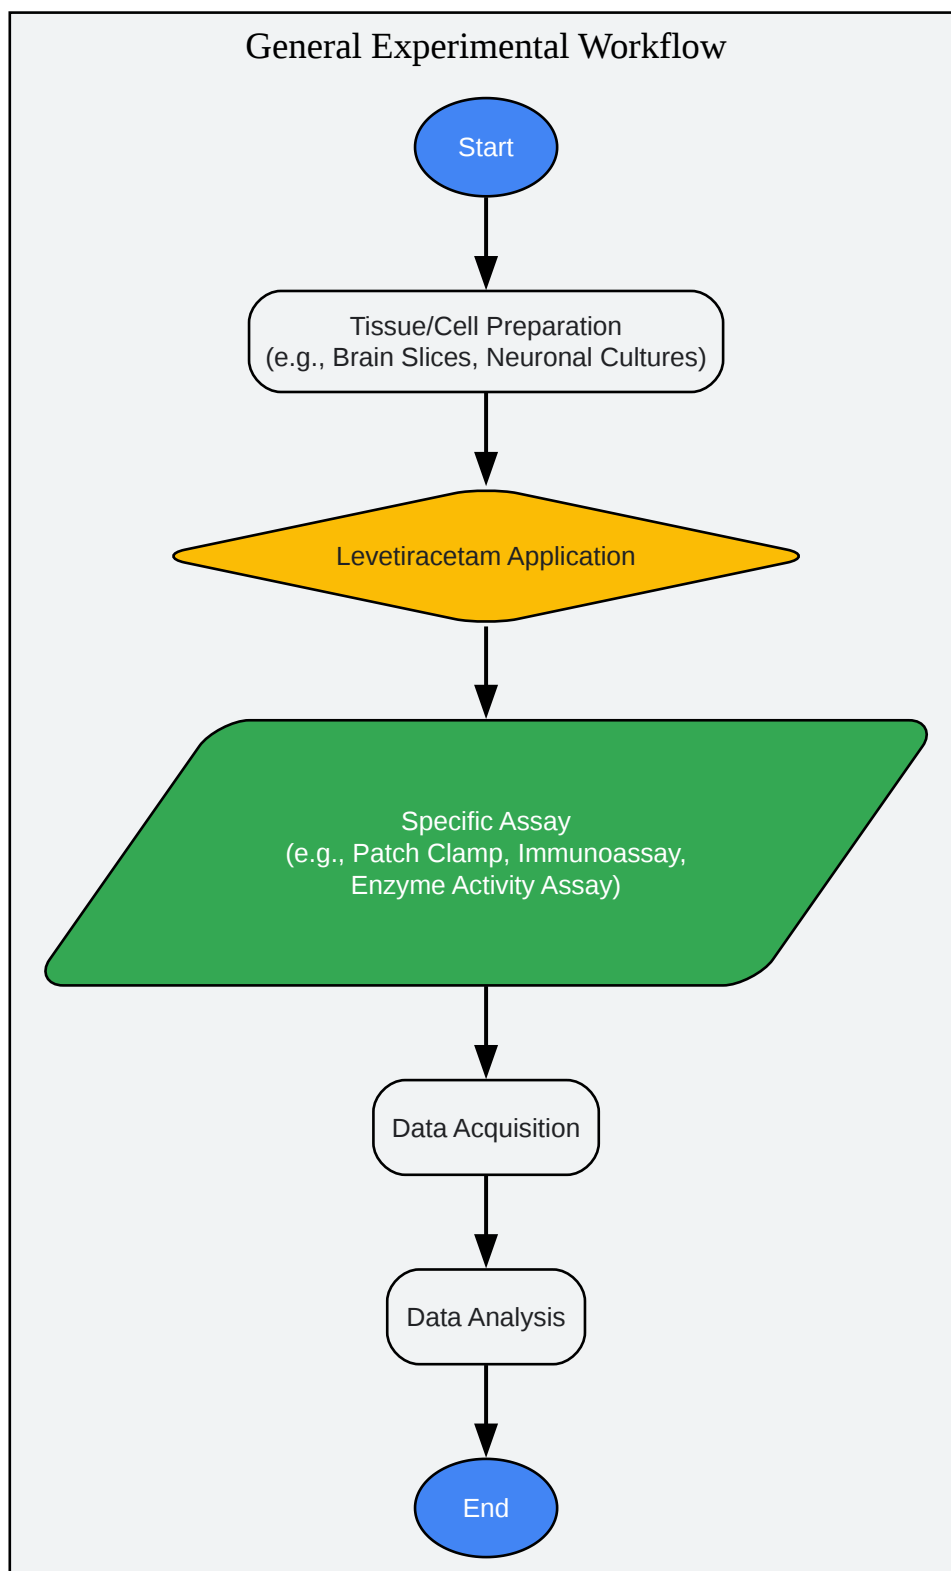 General Experimental Workflow
Start
Tissue/Cell Preparation
(e.g., Brain Slices, Neuronal Cultures)
Levetiracetam Application
Specific Assay
(e.g., Patch Clamp, Immunoassay,
Enzyme Activity Assay)
Data Acquisition
Data Analysis
End